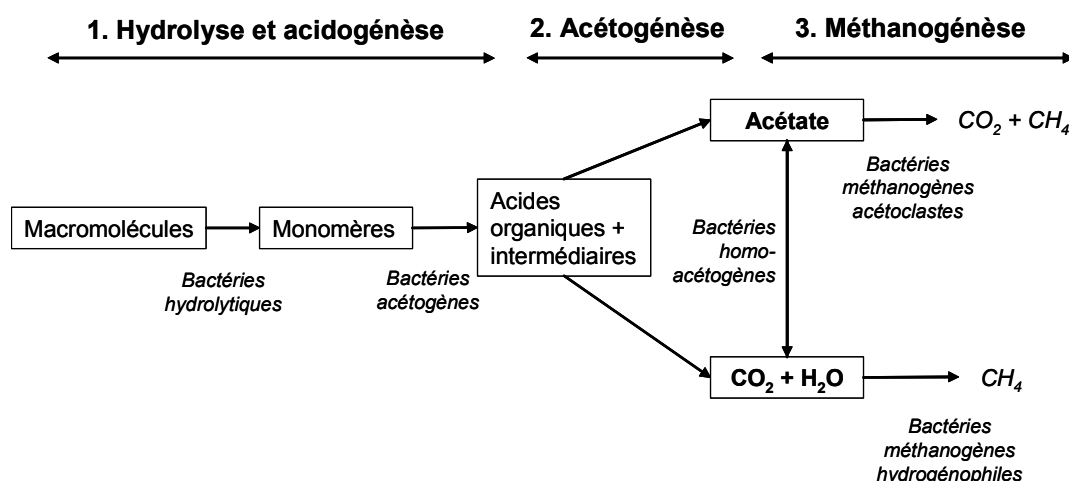 1. Hydrolyse et acidogénèse
2. Acétogénèse
3. Méthanogénèse
Acétate
CO2 + CH4
Bactéries
méthanogènes
acétoclastes
Macromolécules
Monomères
Acides
organiques +
intermédiaires
Bactéries
hydrolytiques
Bactéries
acétogènes
Bactéries
homo-
acétogènes
CO2 + H2O
CH4
Bactéries
méthanogènes
hydrogénophiles